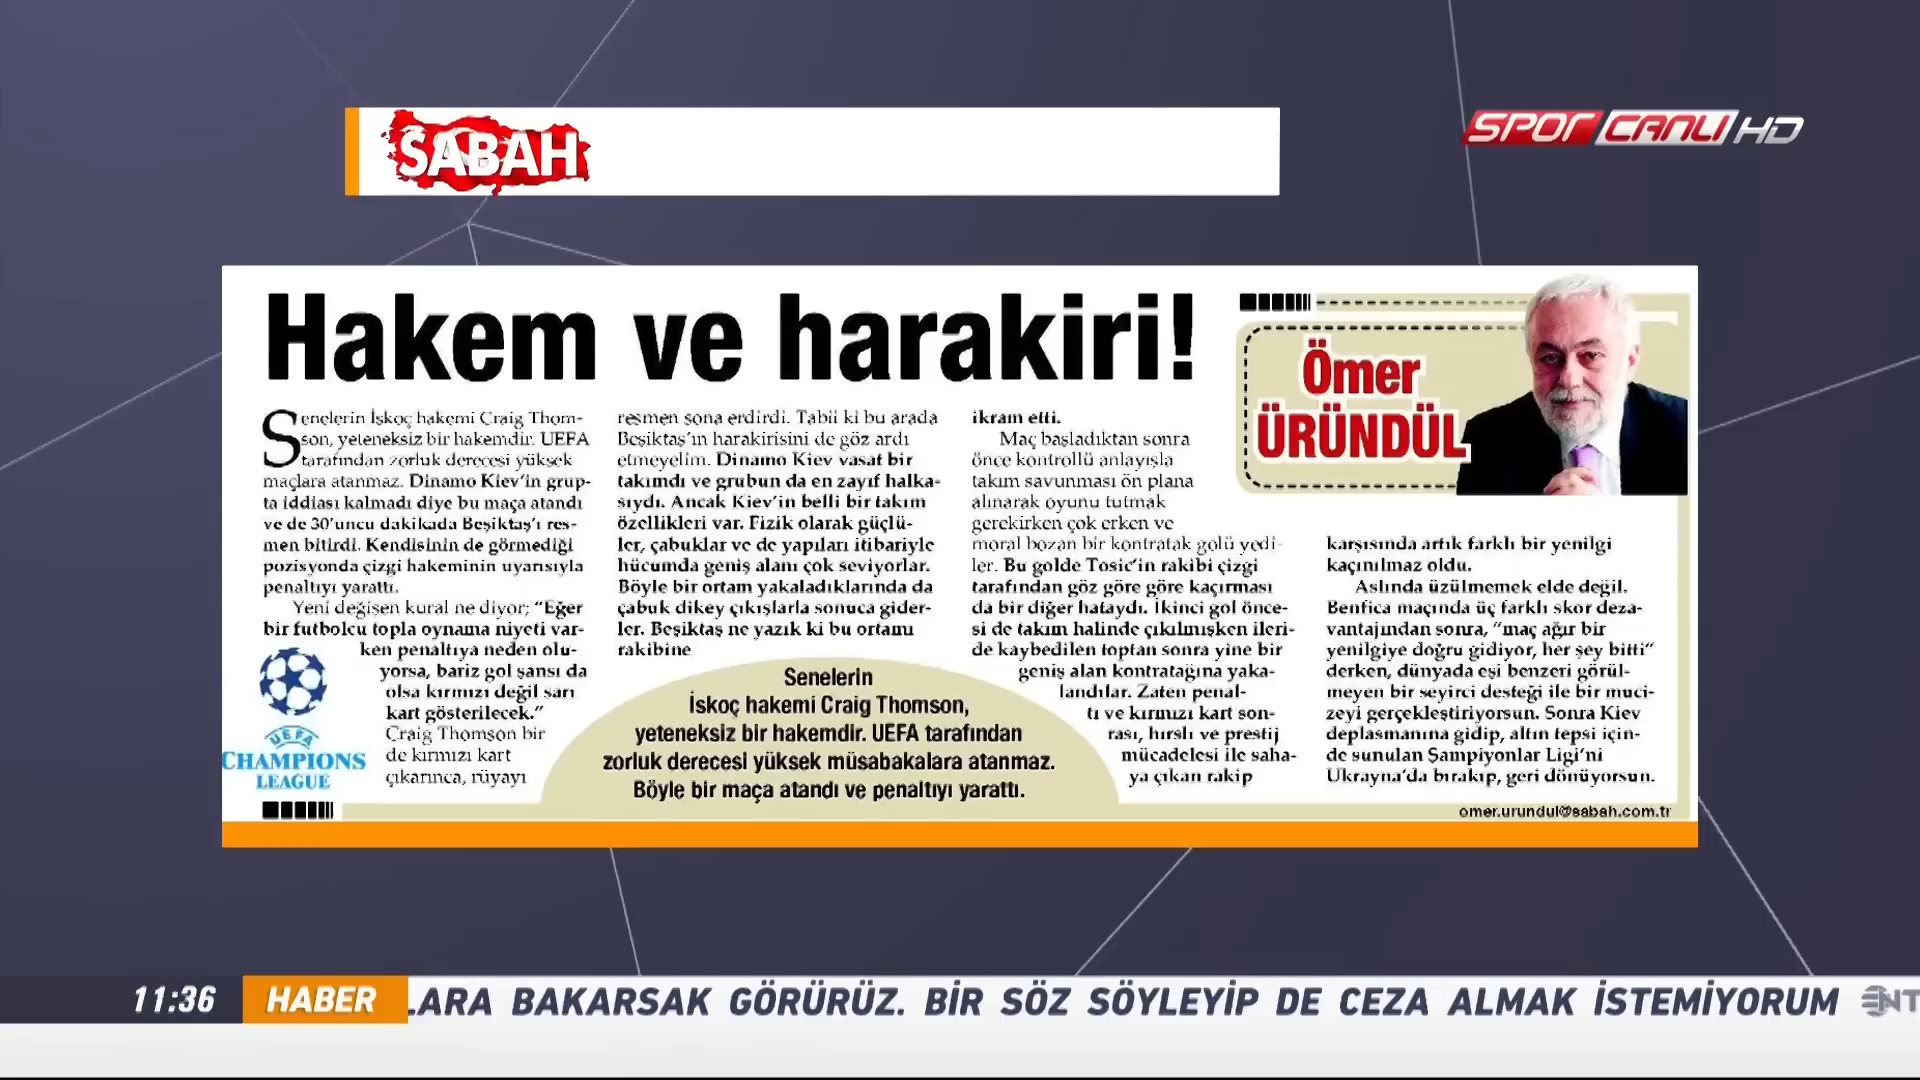 SABAH
SPOR CANLI HD
Hakem ve harakiri!
Ömer
ÜRÜNDÜL
Senelerin İskoç hakemi Craig Thom-
son, yeteneksiz bir hakemdir. UEFA
tarafından zorluk derecesi yüksek
maçlara atanmaz. Dinamo Kiev'in grup-
ta iddiası kalmadı diye bu maça atandı
ve de 30'uncu dakikada Beşiktaş'ı res-
men bitirdi. Kendisinin de görmediği
pozisyonda çizgi hakeminin uyarısıyla
penaltıyı yarattı.
Yeni değişen kural ne diyor; "Eğer
bir futbolcu topla oynama niyeti var-
ken penaltıya neden olu-
yorsa, bariz gol şansı da
olsa kırmızı değil sarı
kart gösterilecek."
Craig Thomson bir
de kırmızı kart
çıkarınca, rüyayı
UEFA
CHAMPIONS
LEAGUE
resmen sona erdirdi. Tabii ki bu arada
Beşiktaş'ın harakirisini de göz ardı
etmeyelim. Dinamo Kiev vasat bir
takımdı ve grubun da en zayıf halka-
sıydı. Ancak Kiev'in belli bir takım
özellikleri var. Fizik olarak güçlü-
ler, çabuklar ve de yapıları itibariyle
hücumda geniş alanı çok seviyorlar.
Böyle bir ortam yakaladıklarında da
çabuk dikey çıkışlarla sonuca gider-
ler. Beşiktaş ne yazık ki bu ortamı
rakibine
Senelerin
İskoç hakemi Craig Thomson,
yeteneksiz bir hakemdir. UEFA tarafından
zorluk derecesi yüksek müsabakalara atanmaz.
Böyle bir maça atandı ve penaltıyı yarattı.
ikram etti.
Maç başladıktan sonra
önce kontrollü anlayışla
takım savunması ön plana
alınarak oyunu tutmak
gerekirken çok erken ve
moral bozan bir kontratak golü yedi-
ler. Bu golde Tosic'in rakibi çizgi
tarafından göz göre göre kaçırması
da bir diğer hataydı. İkinci gol önce-
si de takım halinde çıkılmışken ileri-
de kaybedilen toptan sonra yine bir
geniş alan kontratağına yaka-
landılar. Zaten penal-
tı ve kırmızı kart son-
rası, hırslı ve prestij
mücadelesi ile saha-
ya çıkan rakip
karşısında artık farklı bir yenilgi
kaçınılmaz oldu.
Aslında üzülmemek elde değil.
Benfica maçında üç farklı skor deza-
vantajından sonra, "maç ağır bir
yenilgiye doğru gidiyor, her şey bitti"
derken, dünyada eşi benzeri görül-
meyen bir seyirci desteği ile bir muci-
zeyi gerçekleştiriyorsun. Sonra Kiev
deplasmanına gidip, altın tepsi için-
de sunulan Şampiyonlar Ligi'ni
Ukrayna'da bırakıp, geri dönüyorsun.
omer.urundul@sabah.com.tr
11:36 HABER LARA BAKARSAK GÖRÜRÜZ. BİR SÖZ SÖYLEYİP DE CEZA ALMAK İSTEMİYORUM NT